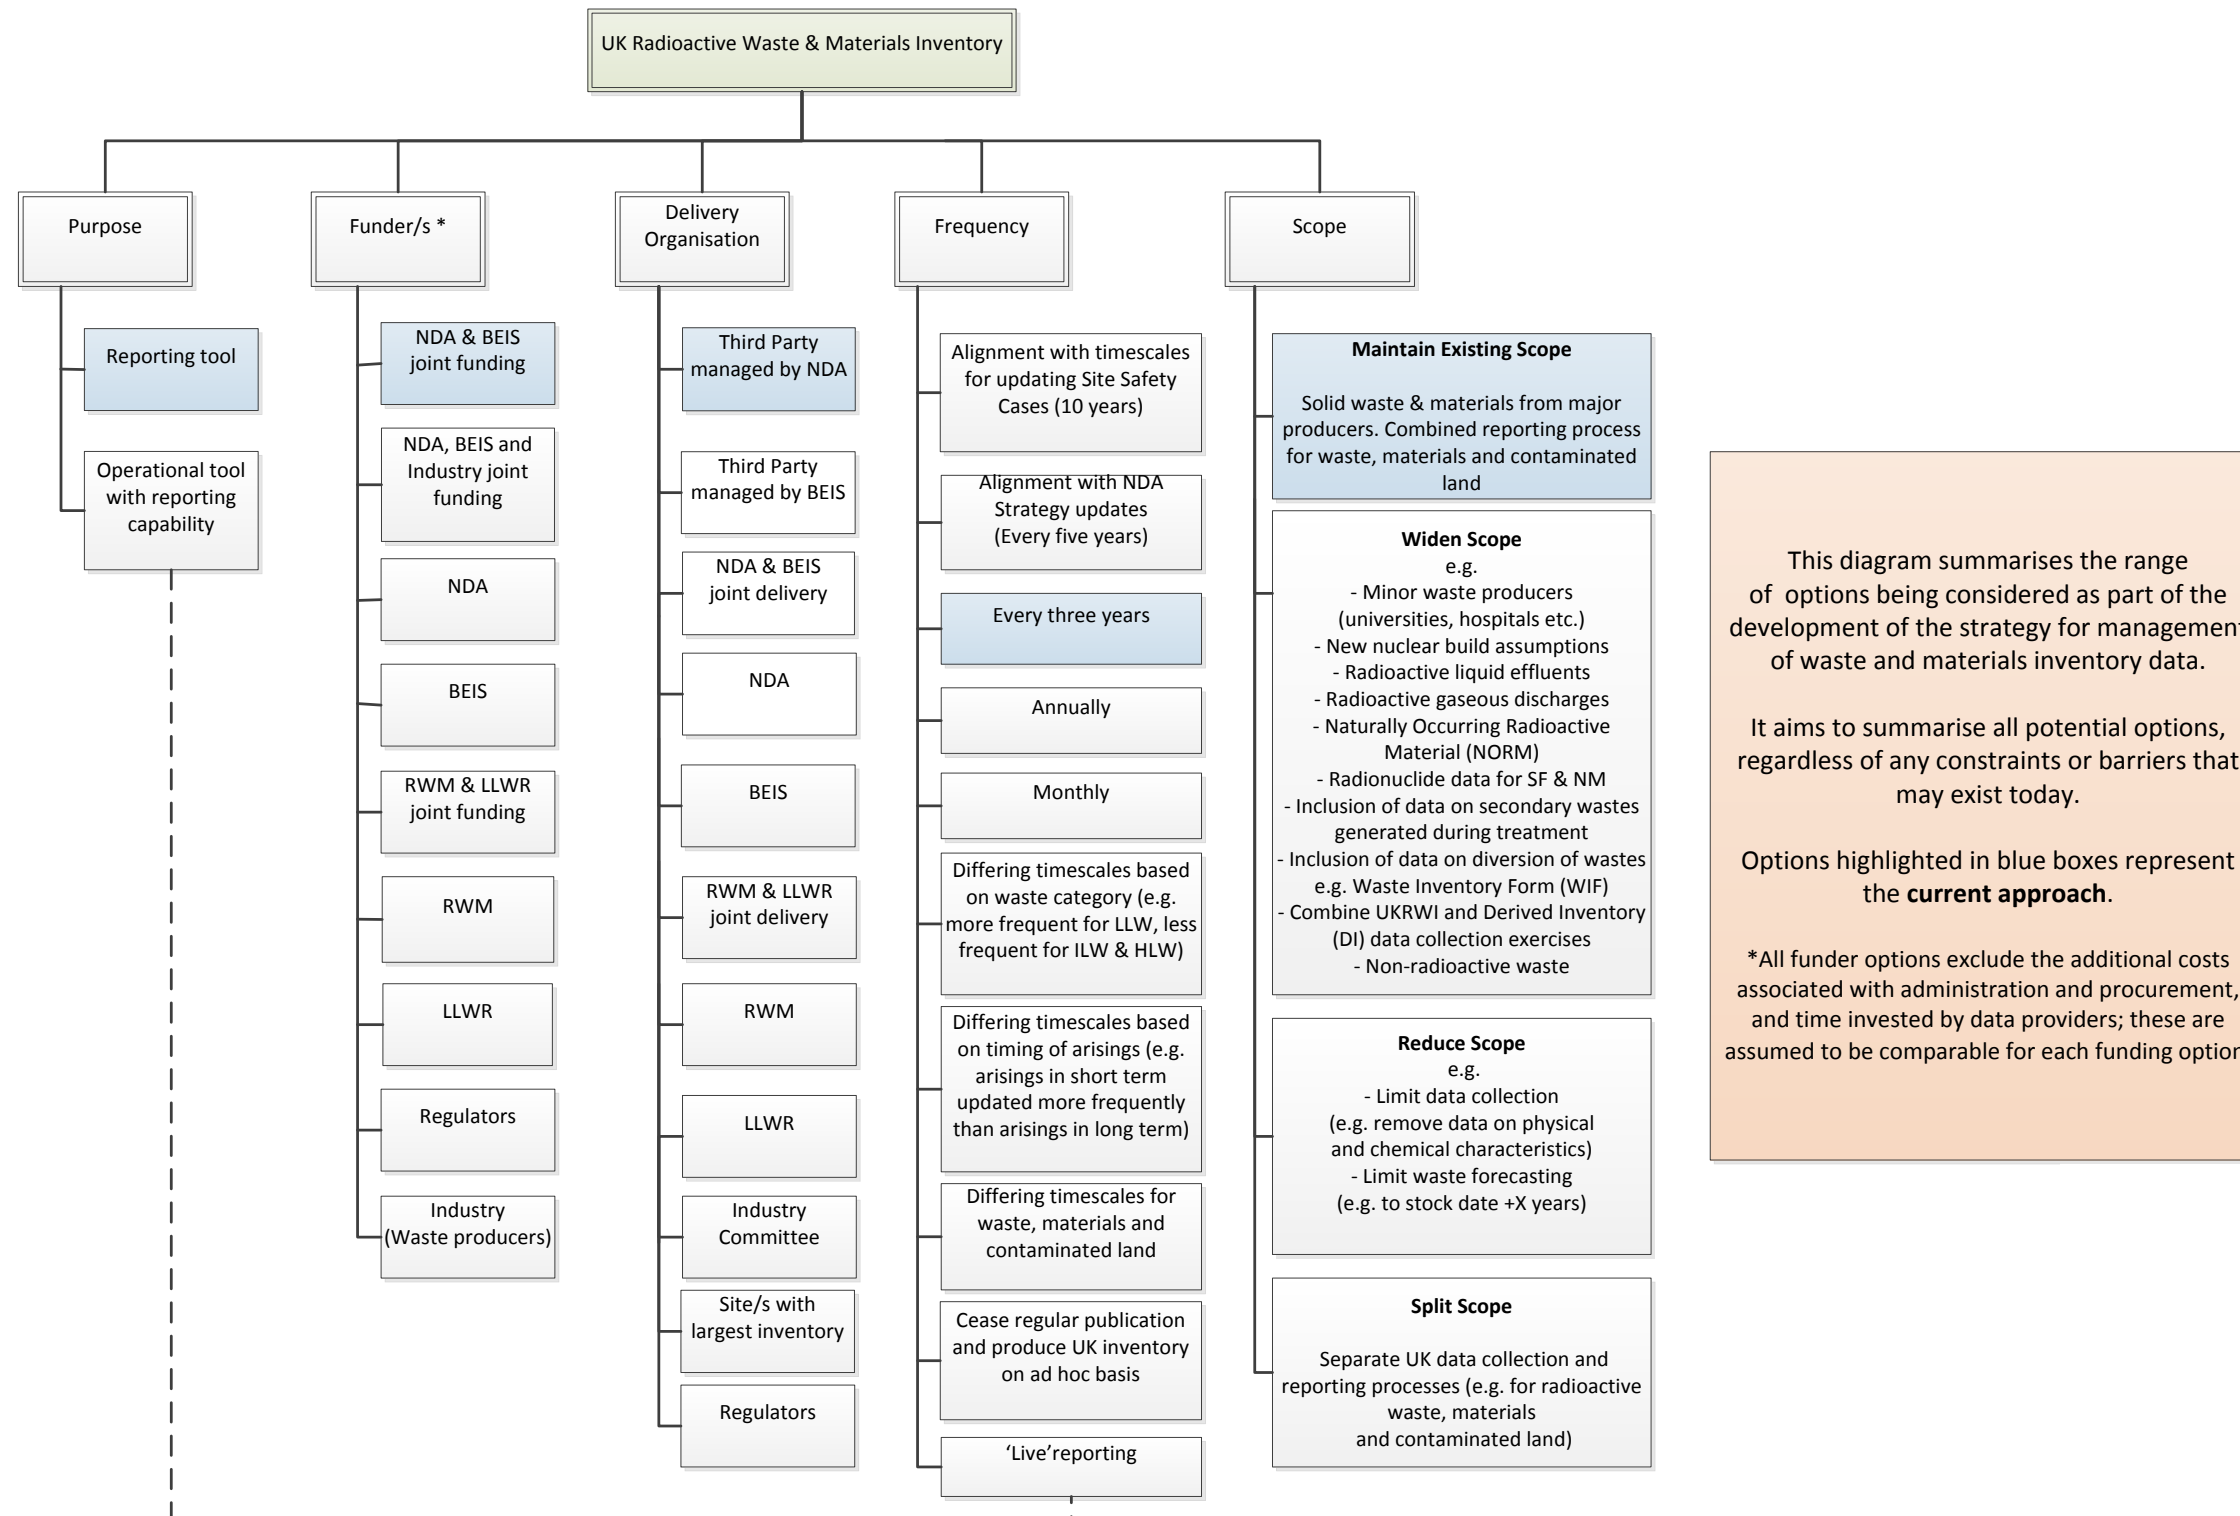 UK Radioactive Waste & Materials Inventory
Purpose
Reporting tool
Operational tool
with reporting
capability
Funder/s *
NDA & BEIS
joint funding
NDA, BEIS and
Industry joint
funding
NDA
BEIS
RWM & LLWR
joint funding
RWM
LLWR
Regulators
Industry
(Waste producers)
Delivery
Organisation
Third Party
managed by NDA
Third Party
managed by BEIS
NDA & BEIS
joint delivery
NDA
BEIS
RWM & LLWR
joint delivery
RWM
LLWR
Industry
Committee
Site/s with
largest inventory
Regulators
Frequency
Alignment with timescales
for updating Site Safety
Cases (10 years)
Alignment with NDA
Strategy updates
(Every five years)
Every three years
Annually
Monthly
Differing timescales based
on waste category (e.g.
more frequent for LLW, less
frequent for ILW & HLW)
Differing timescales based
on timing of arisings (e.g.
arisings in short term
updated more frequently
than arisings in long term)
Differing timescales for
waste, materials and
contaminated land
Cease regular publication
and produce UK inventory
on ad hoc basis
‘Live’reporting
Scope
Maintain Existing Scope
Solid waste & materials from major
producers. Combined reporting process
for waste, materials and contaminated
land
Widen Scope
e.g.
- Minor waste producers
(universities, hospitals etc.)
- New nuclear build assumptions
- Radioactive liquid effluents
- Radioactive gaseous discharges
- Naturally Occurring Radioactive
Material (NORM)
- Radionuclide data for SF & NM
- Inclusion of data on secondary wastes
generated during treatment
- Inclusion of data on diversion of wastes
e.g. Waste Inventory Form (WIF)
- Combine UKRWI and Derived Inventory
(DI) data collection exercises
- Non-radioactive waste
Reduce Scope
e.g.
- Limit data collection
(e.g. remove data on physical
and chemical characteristics)
- Limit waste forecasting
(e.g. to stock date +X years)
Split Scope
Separate UK data collection and
reporting processes (e.g. for radioactive
waste, materials
and contaminated land)
This diagram summarises the range
of options being considered as part of the
development of the strategy for management
of waste and materials inventory data.
It aims to summarise all potential options,
regardless of any constraints or barriers that
may exist today.
Options highlighted in blue boxes represent
the current approach.
*All funder options exclude the additional costs
associated with administration and procurement,
and time invested by data providers; these are
assumed to be comparable for each funding option